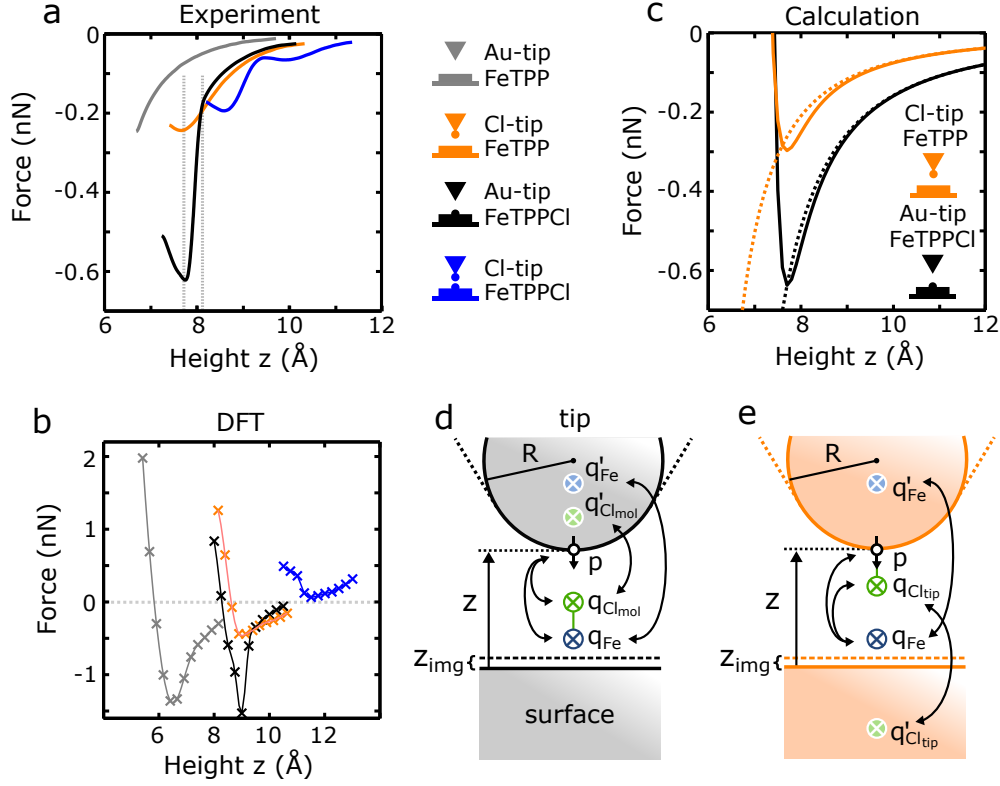 a
Experiment
0
-0.2
-0.4
-0.6
Force (nN)
6
8
10
12
Height z (Å)
Au-tip
FeTPP
Cl-tip
FeTPP
Au-tip
FeTPPCl
Cl-tip
FeTPPCl
c
Calculation
0
-0.2
-0.4
-0.6
Force (nN)
Cl-tip
FeTPP
Au-tip
FeTPPCl
6
8
10
12
Height z (Å)
b
DFT
2
1
0
-1
Force (nN)
6
8
10
12
Height z (Å)
d
tip
R
q'Fe
q'Clmol
p
z
qClmol
qFe
zimg
surface
e
R
q'Fe
p
z
qCltip
qFe
zimg
q'Cltip